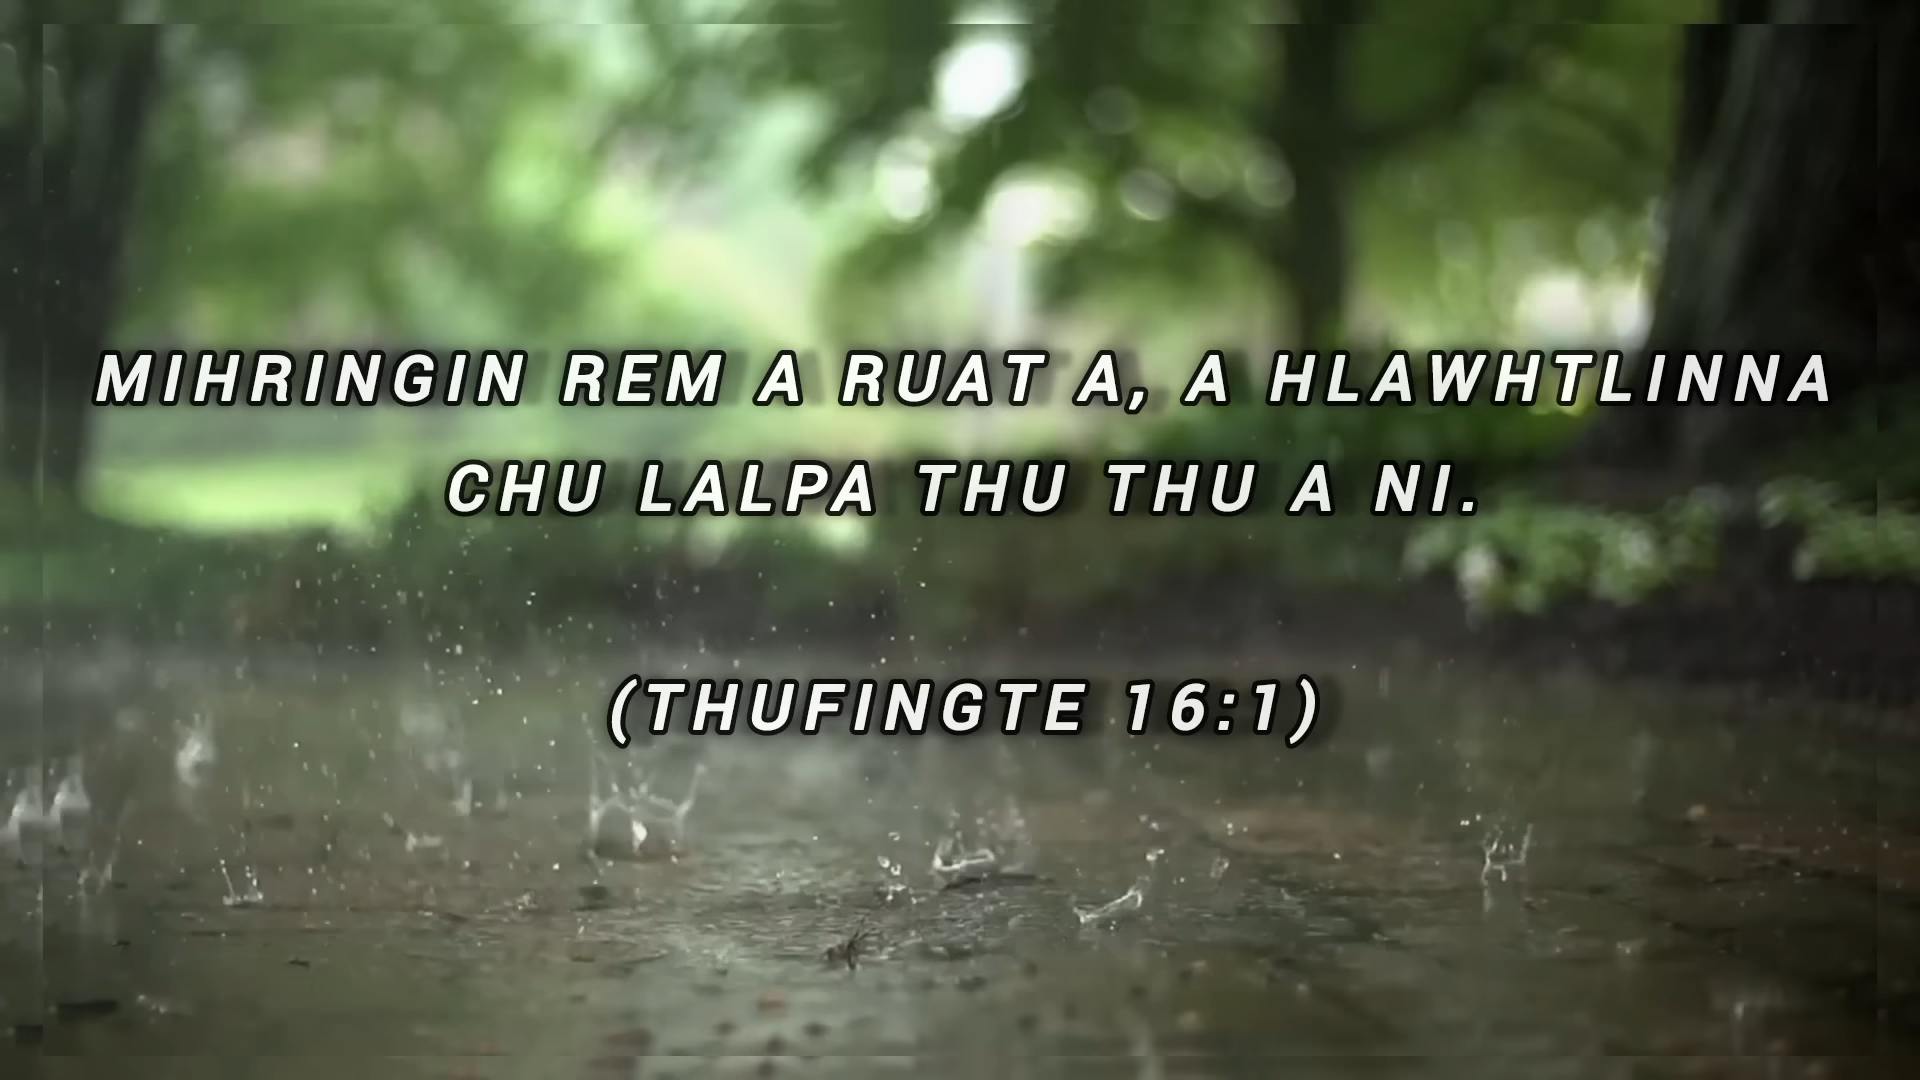 MIHRINGIN REM A RUAT A, A HLAWHTLINNA
CHU LALPA THU THU A NI.
(THUFINGTE 16:1)